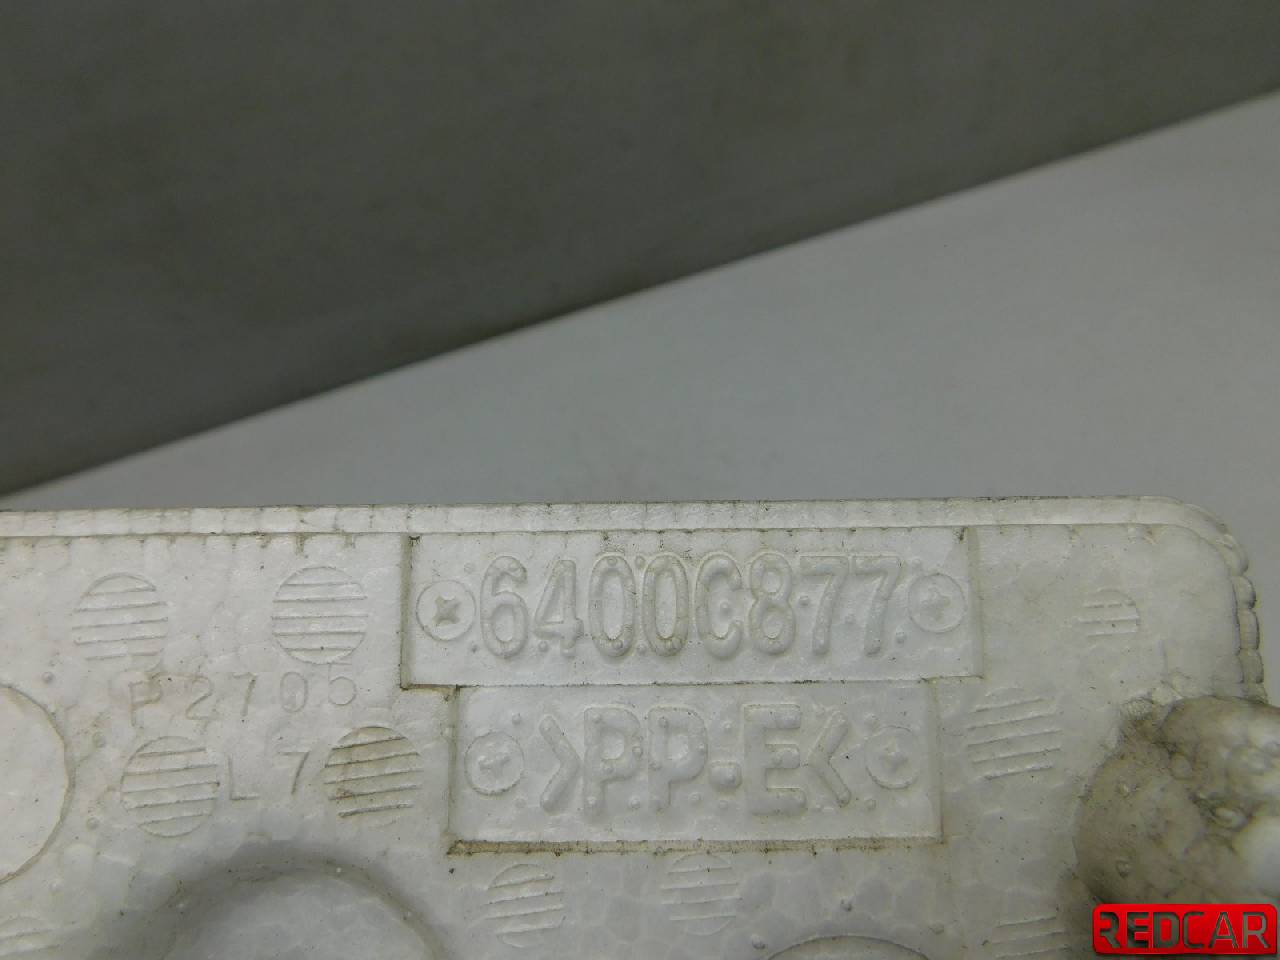 6400C877
P2705
>PP-E<
L7
REDCAR